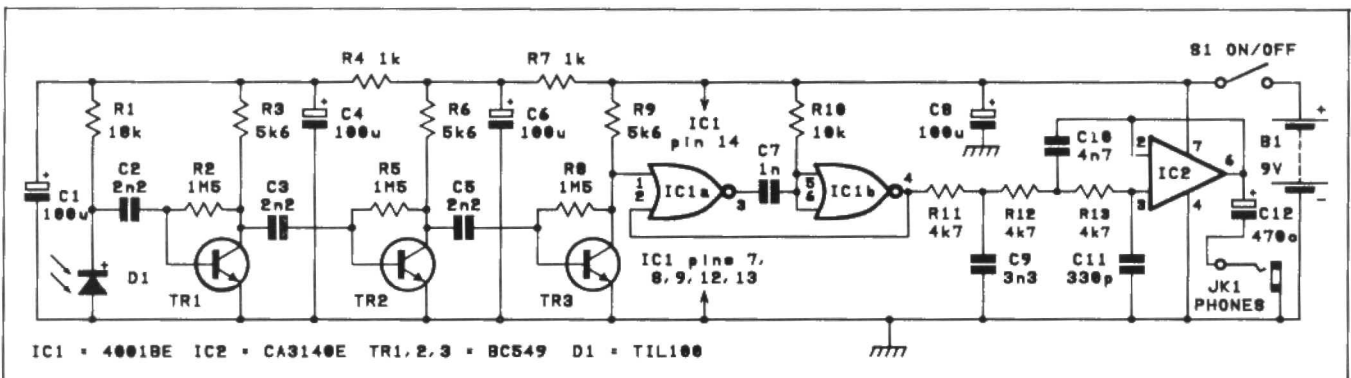 S1 ON/OFF
R4 1k
R7 1k
R1
10k
R3
5k6
C4
100u
R6
5k6
C6
100u
R9
5k6
IC1
pin 14
R10
10k
C8
100u
C10
4n7
B1
9V
+
-
C1
100u
C2
2n2
R2
1M5
C3
2n2
R5
1M5
C5
2n2
R8
1M5
1
2
IC1a
3
C7
1n
5
6
IC1b
4
R11
4k7
R12
4k7
R13
4k7
2
3
IC2
7
6
4
C12
470u
D1
TR1
TR2
TR3
IC1 pins 7,
8,9,12,13
C9
3n3
C11
330p
JK1
PHONES
IC1 = 4001BE IC2 = CA3140E TR1,2,3 = BC549 D1 = TIL100